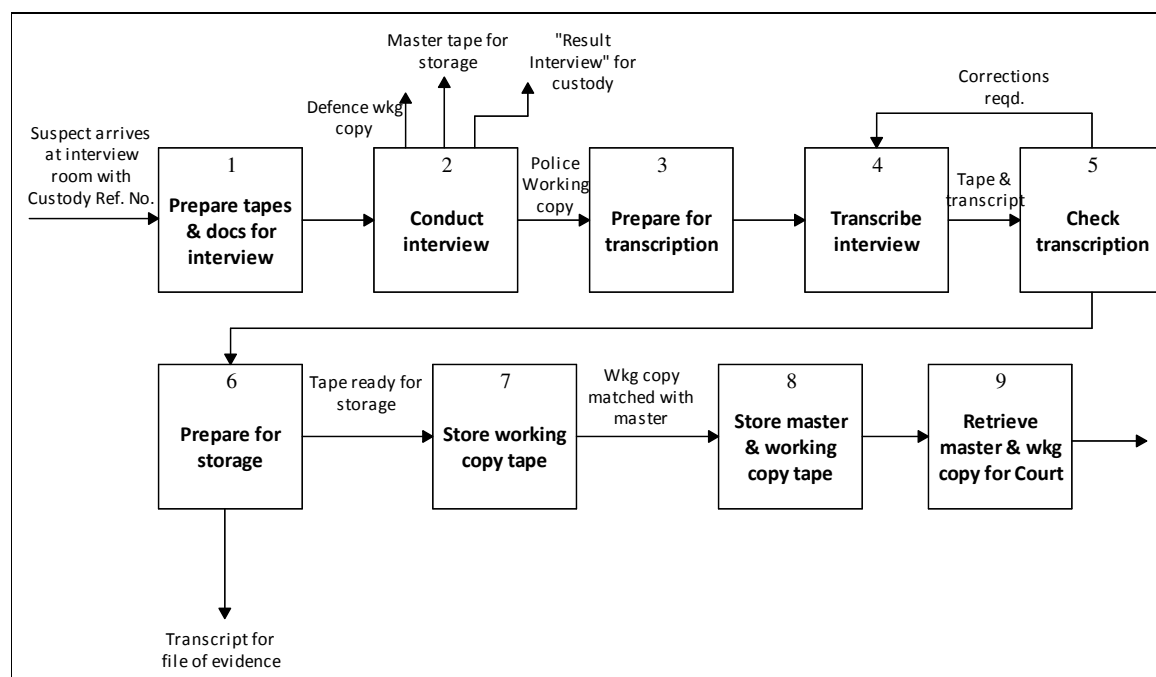 Suspect arrives
at interview
room with
Custody Ref. No.
1
Prepare tapes
& docs for
interview
Defence wkg
copy
Master tape for
storage
"Result
Interview" for
custody
2
Conduct
interview
Police
Working
copy
3
Prepare for
transcription
4
Transcribe
interview
Tape &
transcript
Corrections
reqd.
5
Check
transcription
6
Prepare for
storage
Transcript for
file of evidence
Tape ready for
storage
7
Store working
copy tape
Wkg copy
matched with
master
8
Store master
& working
copy tape
9
Retrieve
master & wkg
copy for Court